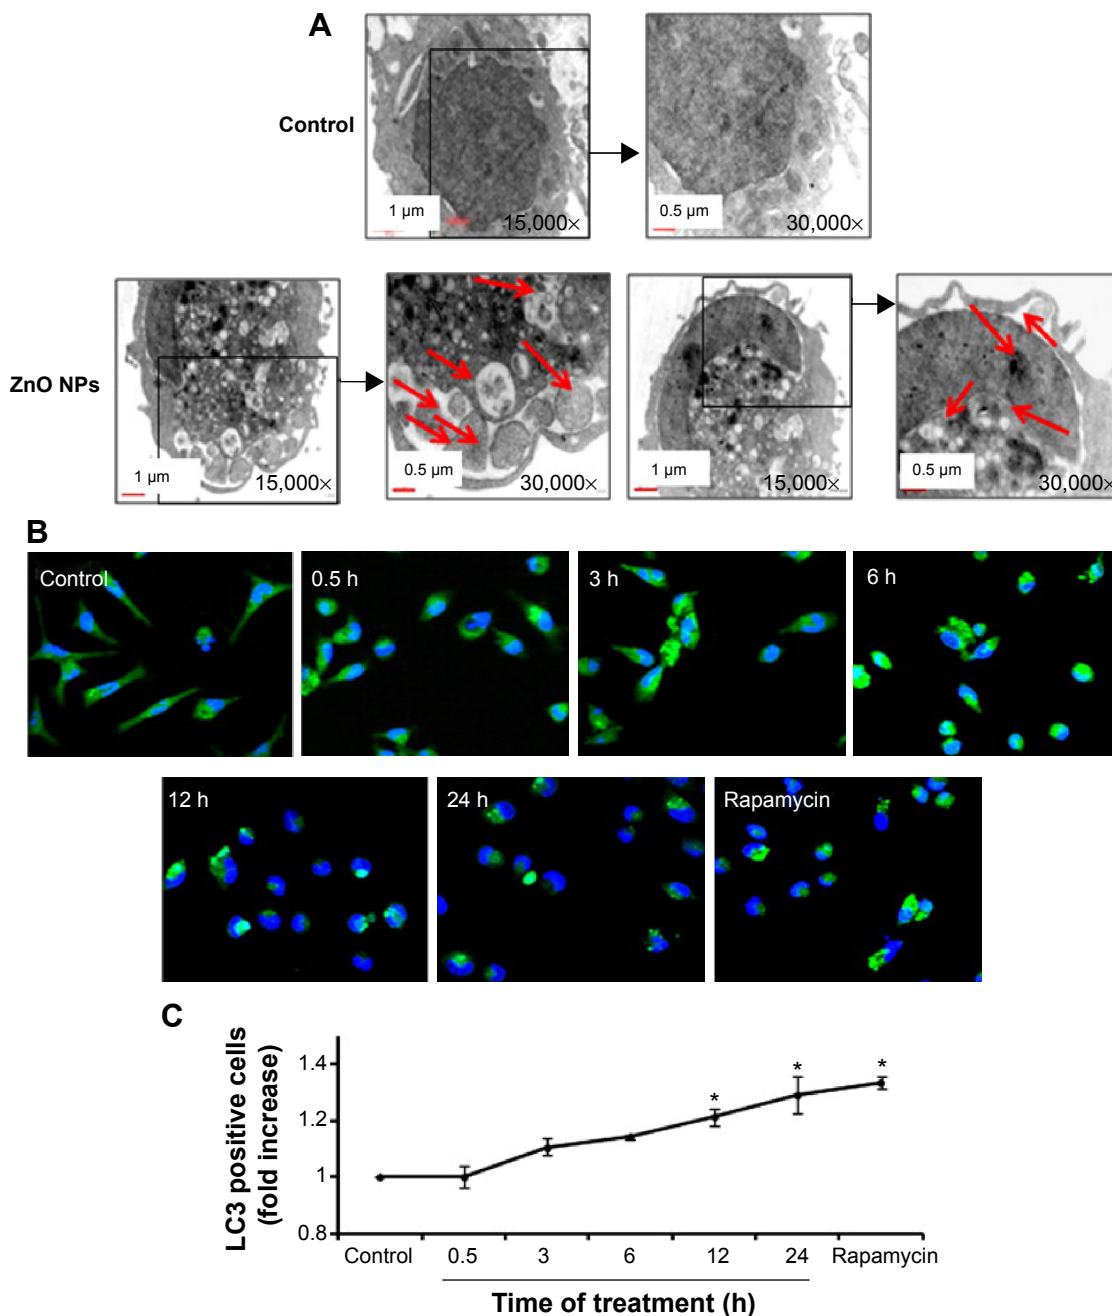 A
Control
1 µm
15,000×
0.5 µm
30,000×
ZnO NPs
1 µm
15,000×
0.5 µm
30,000×
1 µm
15,000×
0.5 µm
30,000×
B
Control
0.5 h
3 h
6 h
12 h
24 h
Rapamycin
C
LC3 positive cells
(fold increase)
1.4
1.2
1
0.8
*
*
*
Control
0.5
3
6
12
24
Rapamycin
Time of treatment (h)